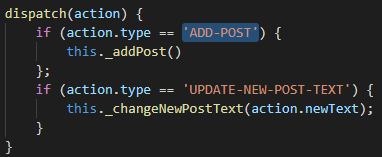 dispatch(action) {
    if (action.type == 'ADD-POST') {
        this._addPost()
    };
    if (action.type == 'UPDATE-NEW-POST-TEXT') {
        this._changeNewPostText(action.newText);
    }
}